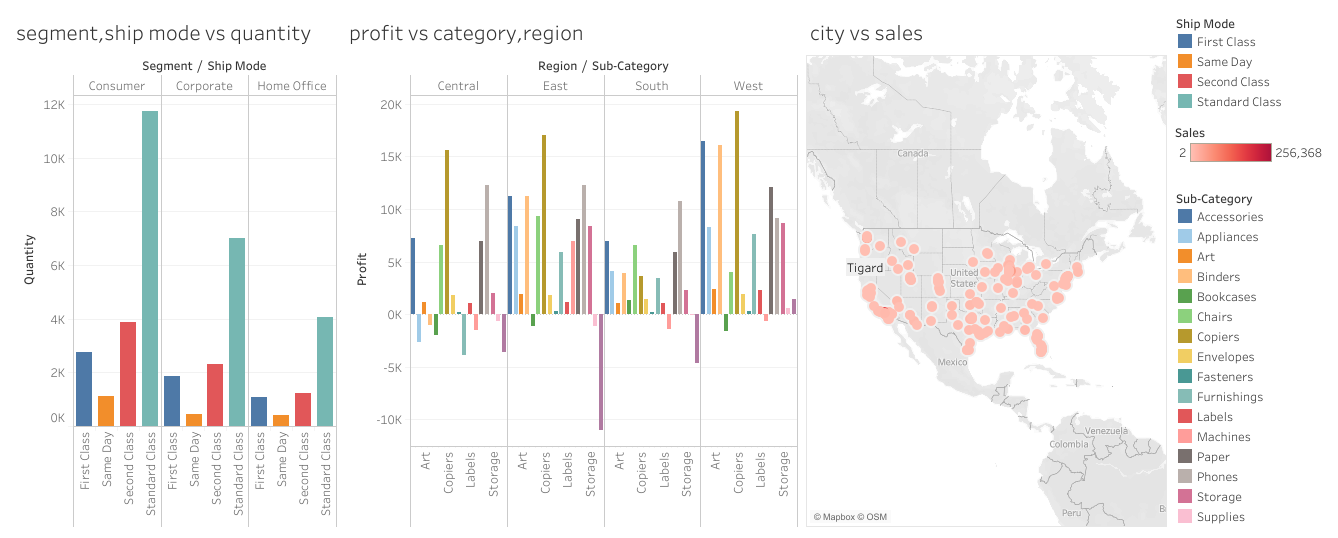 segment,ship mode vs quantity
Segment / Ship Mode
Consumer Corporate Home Office
12K
10K
8K
6K
4K
2K
0K
Quantity
First Class
Same Day
Second Class
Standard Class
First Class
Same Day
Second Class
Standard Class
First Class
Same Day
Second Class
Standard Class
profit vs category,region
Region / Sub-Category
Central East South West
20K
15K
10K
5K
0K
-5K
-10K
Profit
Art
Copiers
Labels
Storage
Art
Copiers
Labels
Storage
Art
Copiers
Labels
Storage
Art
Copiers
Labels
Storage
city vs sales
Canada
Tigard
United
States
Mexico
Venezuela
Colombia
Peru
B
© Mapbox © OSM
Ship Mode
First Class
Same Day
Second Class
Standard Class
Sales
2 256,368
Sub-Category
Accessories
Appliances
Art
Binders
Bookcases
Chairs
Copiers
Envelopes
Fasteners
Furnishings
Labels
Machines
Paper
Phones
Storage
Supplies